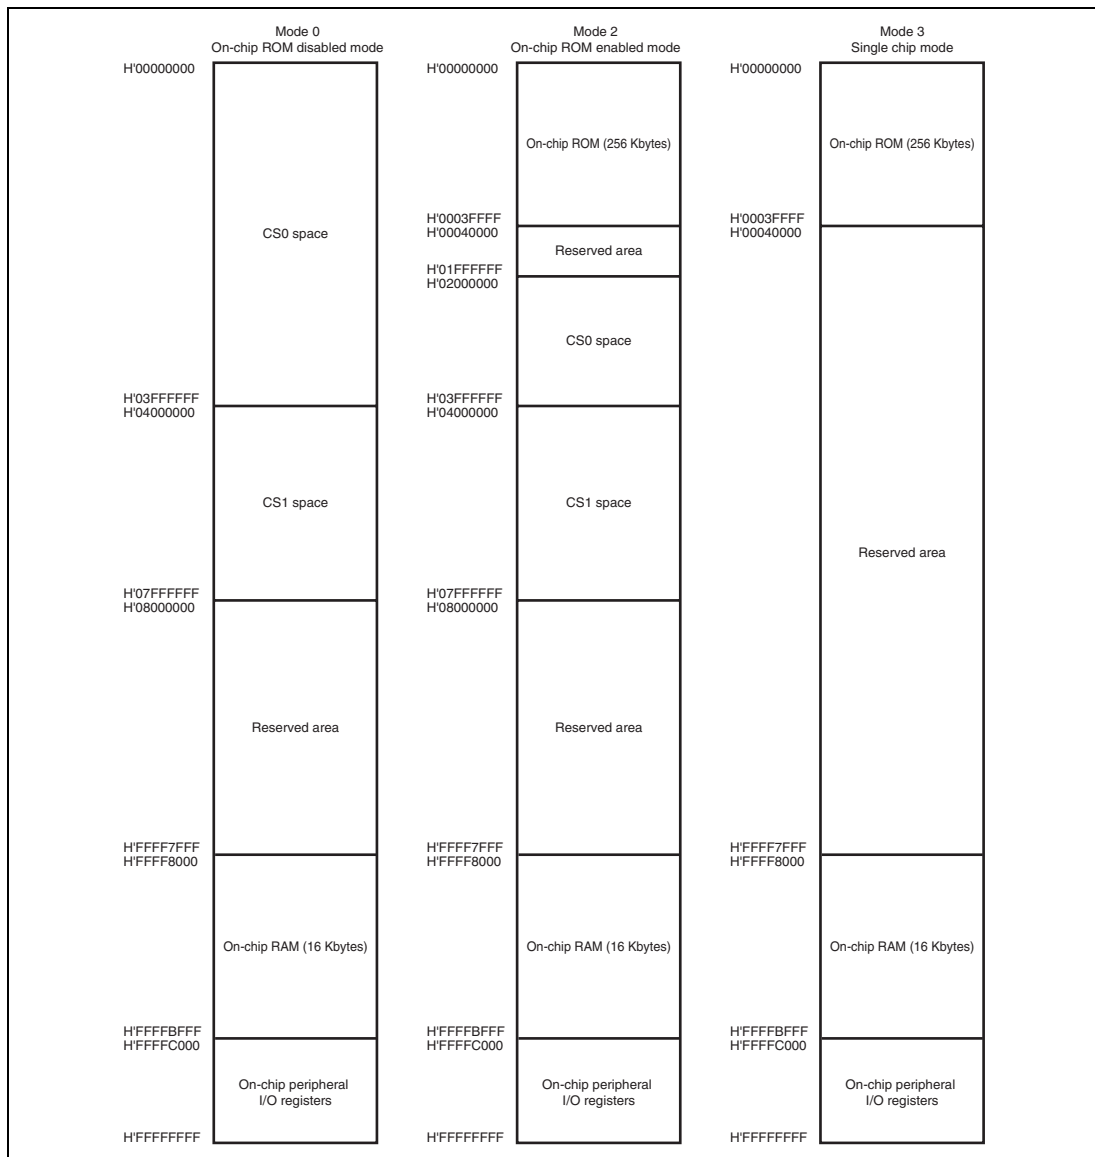 Mode 0
On-chip ROM disabled mode
H'00000000
CS0 space
H'03FFFFFF
H'04000000
CS1 space
H'07FFFFFF
H'08000000
Reserved area
H'FFFF7FFF
H'FFFF8000
On-chip RAM (16 Kbytes)
H'FFFFBFFF
H'FFFFC000
On-chip peripheral
I/O registers
H'FFFFFFFF
Mode 2
On-chip ROM enabled mode
H'00000000
On-chip ROM (256 Kbytes)
H'0003FFFF
H'00040000
Reserved area
H'01FFFFFF
H'02000000
CS0 space
H'03FFFFFF
H'04000000
CS1 space
H'07FFFFFF
H'08000000
Reserved area
H'FFFF7FFF
H'FFFF8000
On-chip RAM (16 Kbytes)
H'FFFFBFFF
H'FFFFC000
On-chip peripheral
I/O registers
H'FFFFFFFF
Mode 3
Single chip mode
H'00000000
On-chip ROM (256 Kbytes)
H'0003FFFF
H'00040000
Reserved area
H'FFFF7FFF
H'FFFF8000
On-chip RAM (16 Kbytes)
H'FFFFBFFF
H'FFFFC000
On-chip peripheral
I/O registers
H'FFFFFFFF